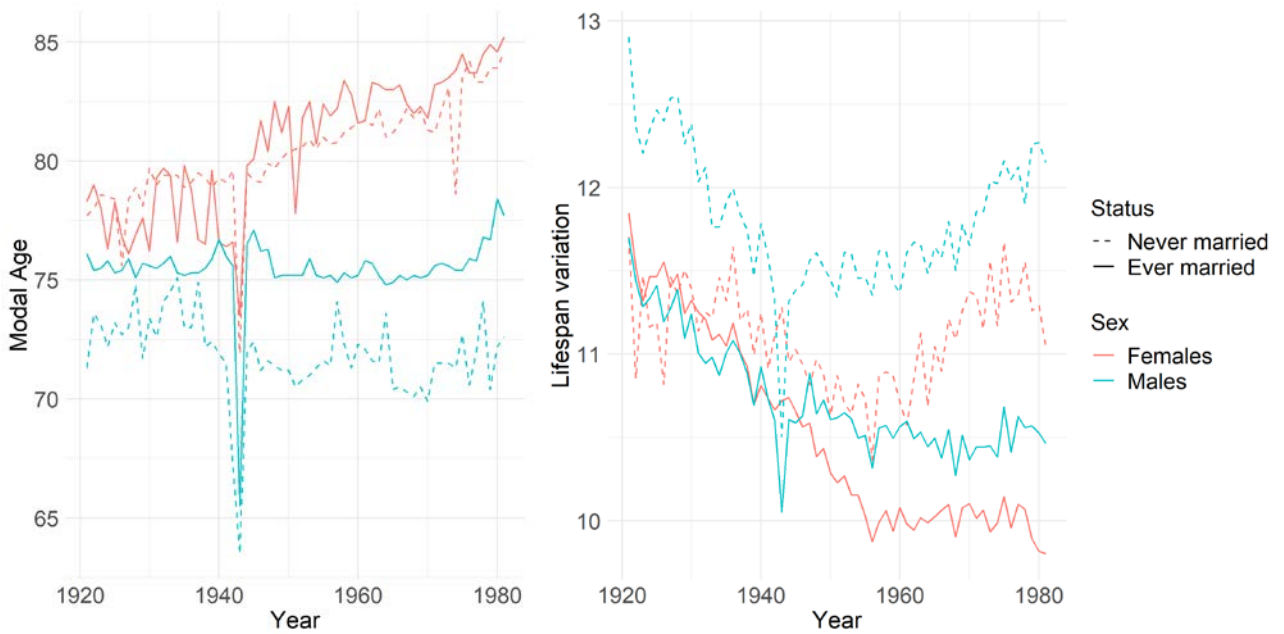 85
80
75
70
65
Modal Age
1920
1940
1960
1980
Year
13
12
11
10
Lifespan variation
1920
1940
1960
1980
Year
Status
Never married
Ever married
Sex
Females
Males